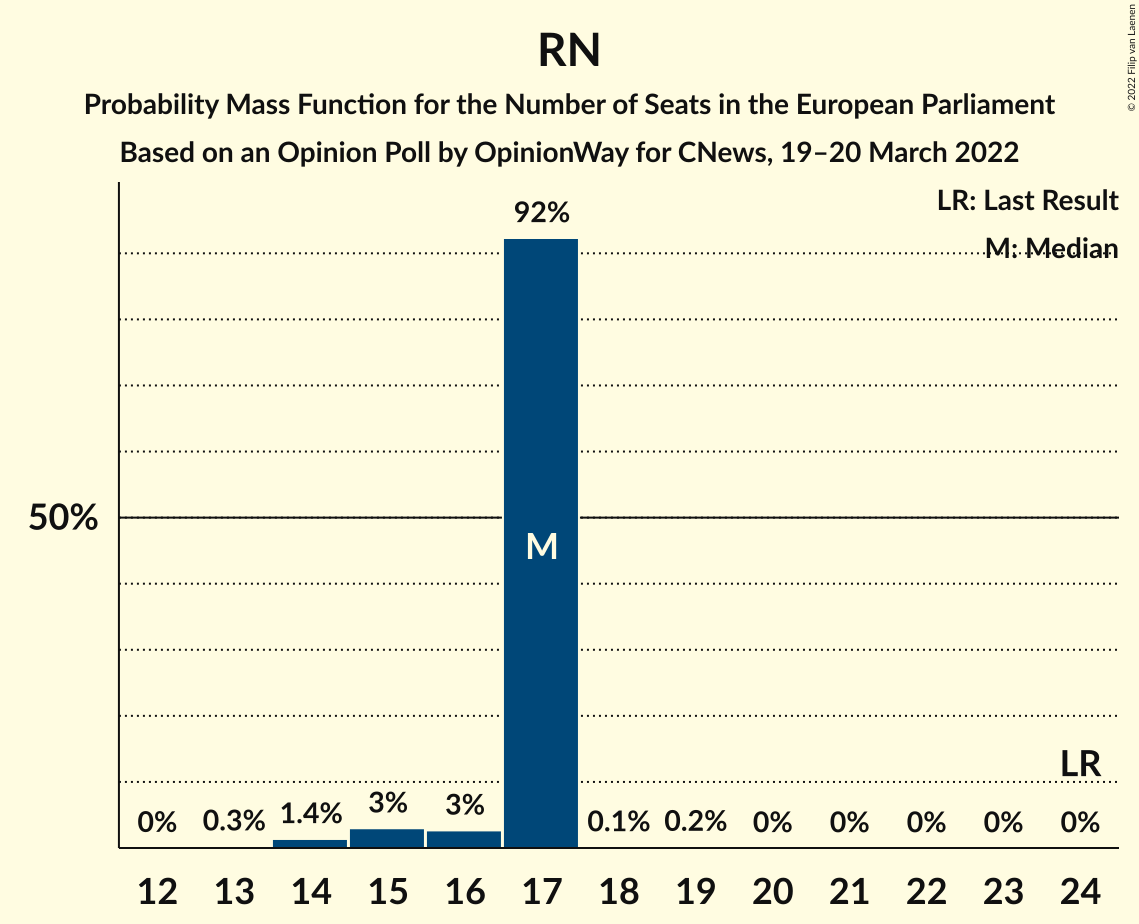 RN
Probability Mass Function for the Number of Seats in the European Parliament
Based on an Opinion Poll by OpinionWay for CNews, 19–20 March 2022
© 2022 Filip van Laenen
LR: Last Result
M: Median
92%
50%
M
LR
0% 0.3% 1.4% 3% 3% 0.1% 0.2% 0% 0% 0% 0% 0%
12 13 14 15 16 17 18 19 20 21 22 23 24